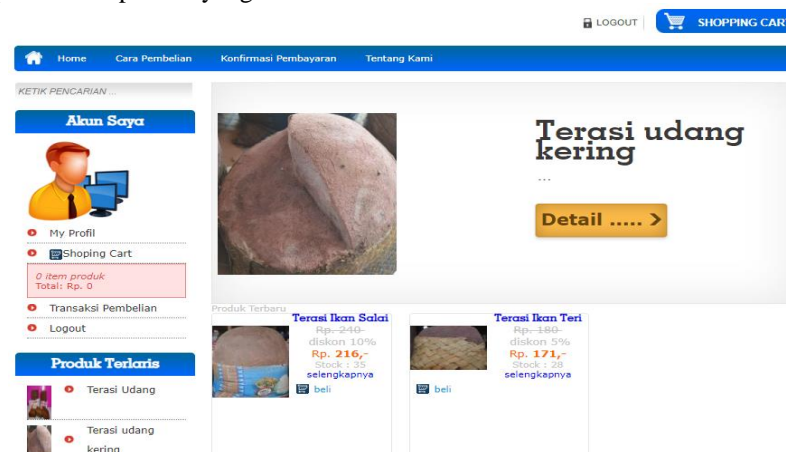 LOGOUT
SHOPPING CART
Home Cara Pembelian Konfirmasi Pembayaran Tentang Kami
KETIK PENCARIAN ...
Akun Saya
My Profil
Shoping Cart
0 item produk
Total: Rp. 0
Transaksi Pembelian
Logout
Produk Terlaris
Terasi Udang
Terasi udang
kering
Terasi udang
kering
...
Detail ..... >
Produk Terbaru
Terasi Ikan Salai
Rp. 240
diskon 10%
Rp. 216,-
Stock : 35
selengkapnya
beli
Terasi Ikan Teri
Rp. 180
diskon 5%
Rp. 171,-
Stock : 28
selengkapnya
beli